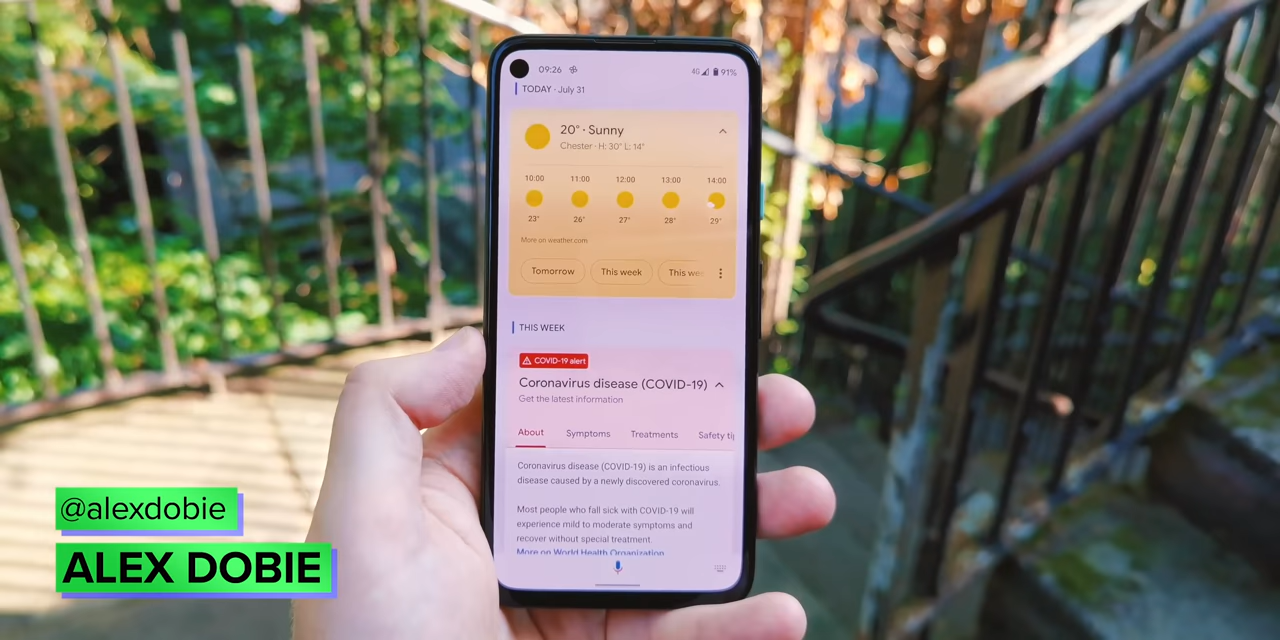 09:26
4G 91%
TODAY · July 31
20° · Sunny
Chester · H: 30° L: 14°
10:00 11:00 12:00 13:00 14:00
23° 26° 27° 28° 29°
More on weather.com
Tomorrow This week This wee
THIS WEEK
COVID-19 alert
Coronavirus disease (COVID-19)
Get the latest information
About Symptoms Treatments Safety tip
Coronavirus disease (COVID-19) is an infectious
disease caused by a newly discovered coronavirus.
Most people who fall sick with COVID-19 will
experience mild to moderate symptoms and
recover without special treatment.
More on World Health Organization
@alexdobie
ALEX DOBIE